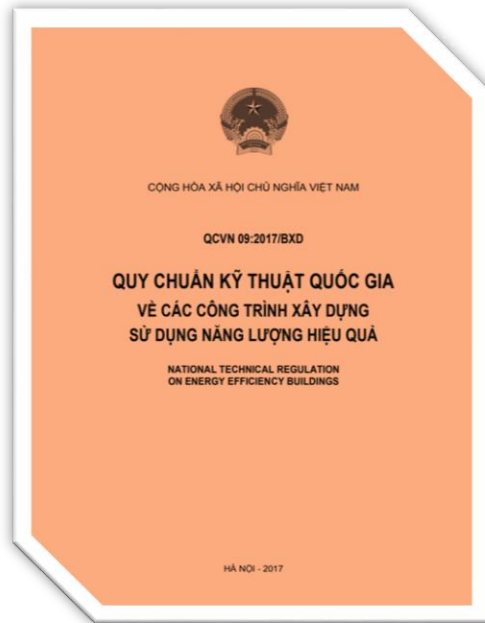 CỘNG HÒA XÃ HỘI CHỦ NGHĨA VIỆT NAM
QCVN 09:2017/BXD
QUY CHUẨN KỸ THUẬT QUỐC GIA
VỀ CÁC CÔNG TRÌNH XÂY DỰNG
SỬ DỤNG NĂNG LƯỢNG HIỆU QUẢ
NATIONAL TECHNICAL REGULATION
ON ENERGY EFFICIENCY BUILDINGS
HÀ NỘI - 2017